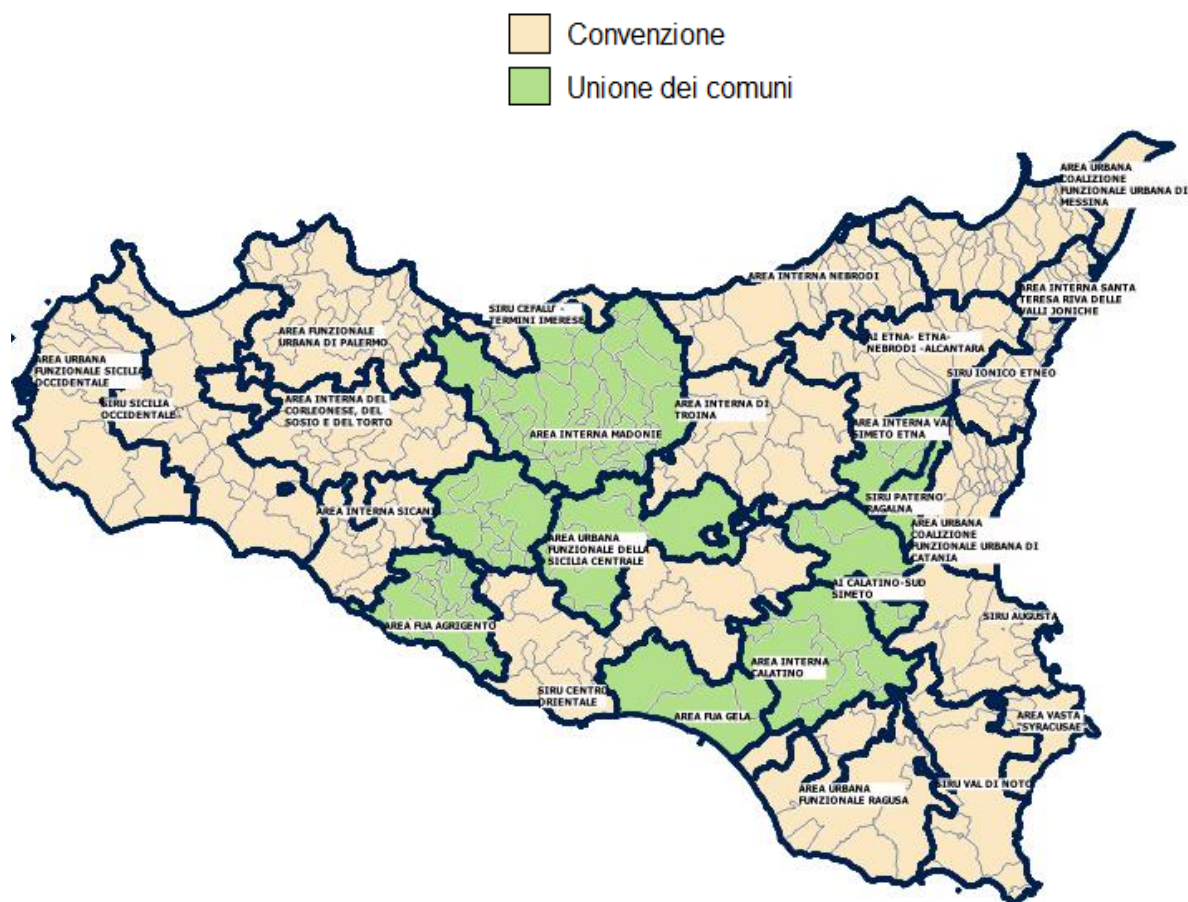 Convenzione
Unione dei comuni
AREA URBANA
COALIZIONE
FUNZIONALE URBANA DI
MESSINA
AREA INTERNA NEBRODI
AREA INTERNA SANTA
TERESA RIVA DELLE
VALLI JONICHE
SIRU CEFALU' -
TERMINI IMERESE
AREA FUNZIONALE
URBANA DI PALERMO
AI ETNA- ETNA-
NEBRODI -ALCANTARA
AREA URBANA
FUNZIONALE SICILIA
OCCIDENTALE
SIRU IONICO ETNEO
SIRU SICILIA
OCCIDENTALE
AREA INTERNA DEL
CORLEONESE, DEL
SOSIO E DEL TORTO
AREA INTERNA DI
TROINA
AREA INTERNA MADONIE
AREA INTERNA VAL
SIMETO ETNA
SIRU PATERNO'
RAGALNA
AREA INTERNA SICANI
AREA URBANA
FUNZIONALE DELLA
SICILIA CENTRALE
AREA URBANA
COALIZIONE
FUNZIONALE URBANA DI
CATANIA
AI CALATINO-SUD
SIMETO
SIRU AUGUSTA
AREA FUA AGRIGENTO
AREA INTERNA
CALATINO
SIRU CENTRO
ORIENTALE
AREA FUA GELA
AREA VASTA
"SYRACUSAE"
SIRU VAL DI NOTO
AREA URBANA
FUNZIONALE RAGUSA